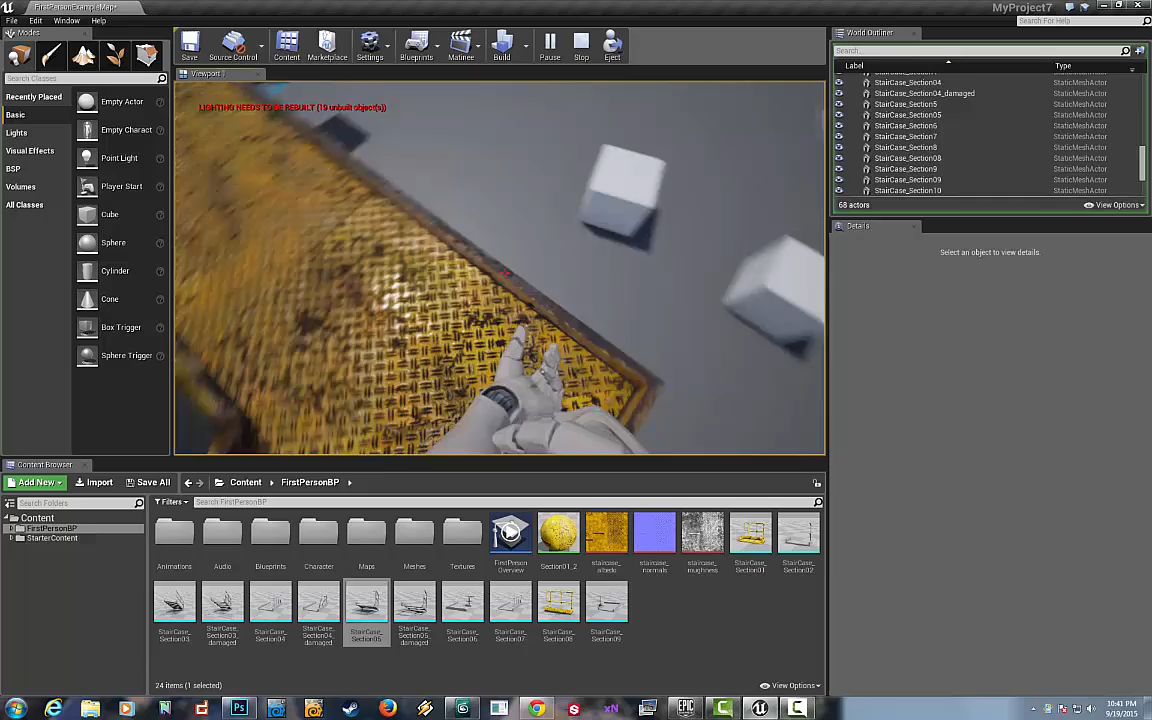 FirstPersonExampleMap*
MyProject7
File Edit Window Help
Search For Help
Modes
Save
Source Control
Content
Marketplace
Settings
Blueprints
Matinee
Build
Pause
Stop
Eject
World Outliner
Search...
Search Classes
Viewport 1
Label
Type
StairCase_Section04 StaticMeshActor
StairCase_Section04_damaged StaticMeshActor
StairCase_Section5 StaticMeshActor
StairCase_Section05 StaticMeshActor
StairCase_Section6 StaticMeshActor
StairCase_Section7 StaticMeshActor
StairCase_Section8 StaticMeshActor
StairCase_Section08 StaticMeshActor
StairCase_Section9 StaticMeshActor
StairCase_Section09 StaticMeshActor
StairCase_Section10 StaticMeshActor
68 actors
View Options
Recently Placed
Basic
Lights
Visual Effects
BSP
Volumes
All Classes
Empty Actor
Empty Charact
Point Light
Player Start
Cube
Sphere
Cylinder
Cone
Box Trigger
Sphere Trigger
LIGHTING NEEDS TO BE REBUILT (19 unbuilt object(s))
Details
Select an object to view details.
Content Browser
Add New
Import
Save All
Content
FirstPersonBP
Search Folders
Filters
Search FirstPersonBP
Content
FirstPersonBP
StarterContent
Animations
Audio
Blueprints
Character
Maps
Meshes
Textures
FirstPerson
Overview
Section01_2
staircase_
albedo
staircase_
normals
staircase_
roughness
StairCase_
Section01
StairCase_
Section02
StairCase_
Section03
StairCase_
Section03_
damaged
StairCase_
Section04
StairCase_
Section04_
damaged
StairCase_
Section05
StairCase_
Section05_
damaged
StairCase_
Section06
StairCase_
Section07
StairCase_
Section08
StairCase_
Section09
24 items (1 selected)
View Options
10:41 PM
9/19/2015